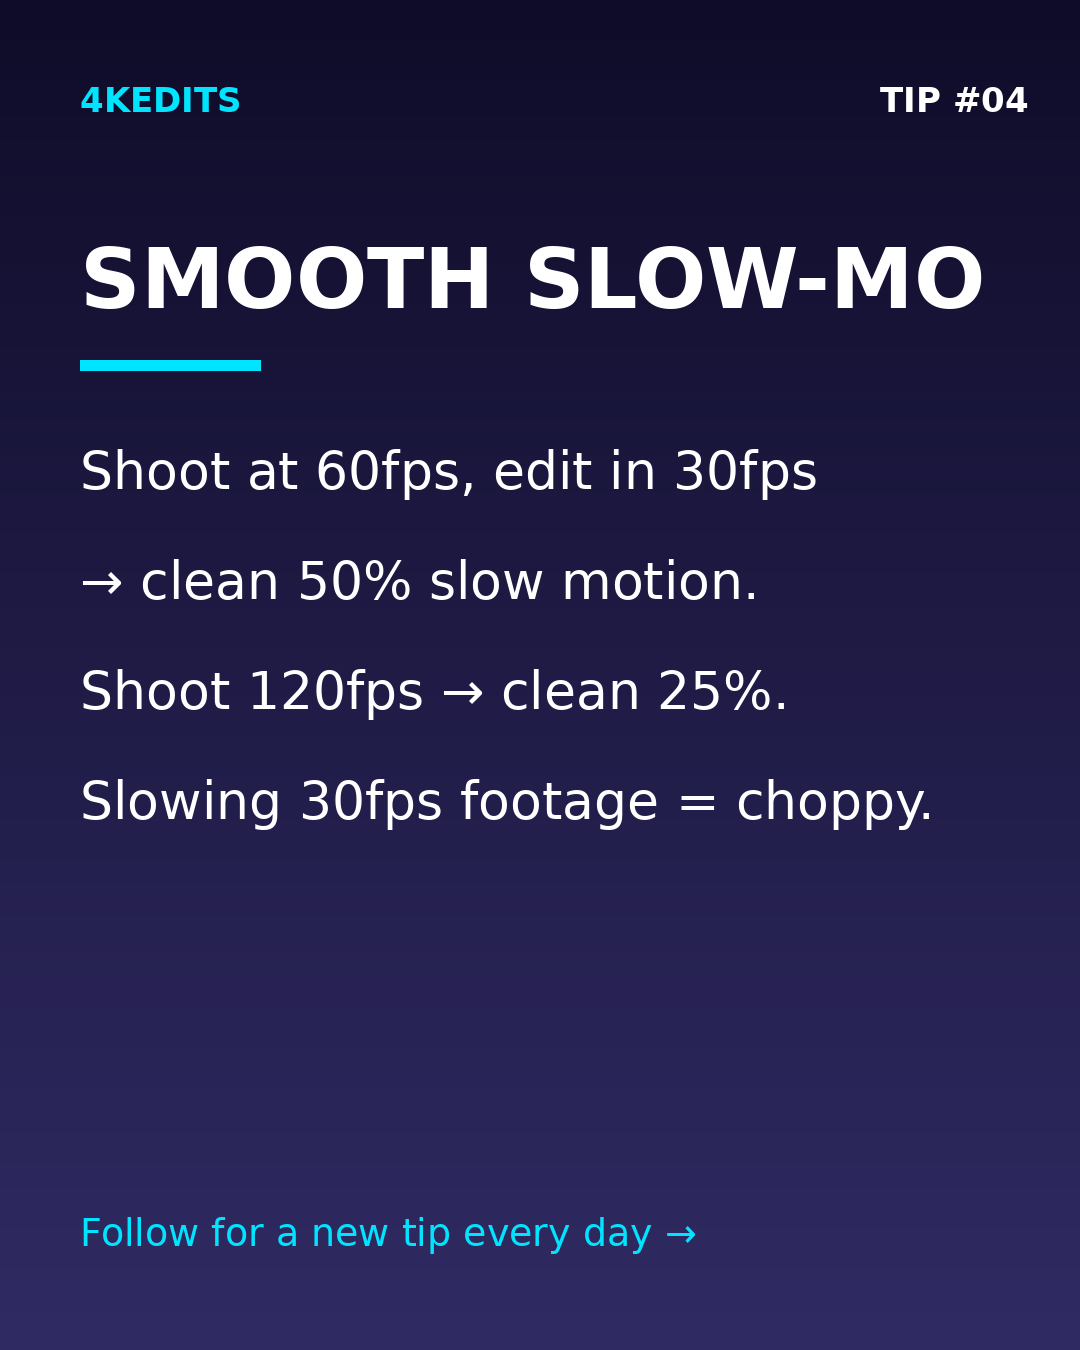 4KEDITS
TIP #04
SMOOTH SLOW-MO
Shoot at 60fps, edit in 30fps
→ clean 50% slow motion.
Shoot 120fps → clean 25%.
Slowing 30fps footage = choppy.
Follow for a new tip every day →